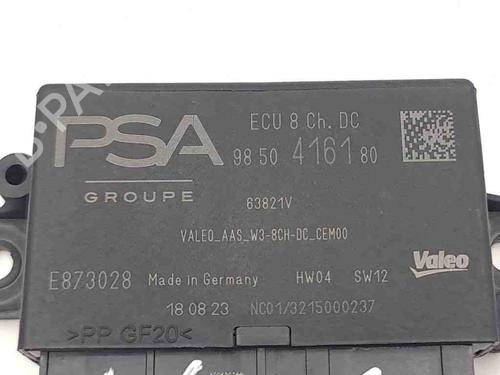 PSA
GROUPE
ECU 8 Ch. DC
98 50 4161 80
63821V
VALEO_AAS_W3-8CH-DC_CEM00
Valeo
E873028 Made in Germany HW04 SW12
18 08 23 NC01/3215000237
>PP GF20<